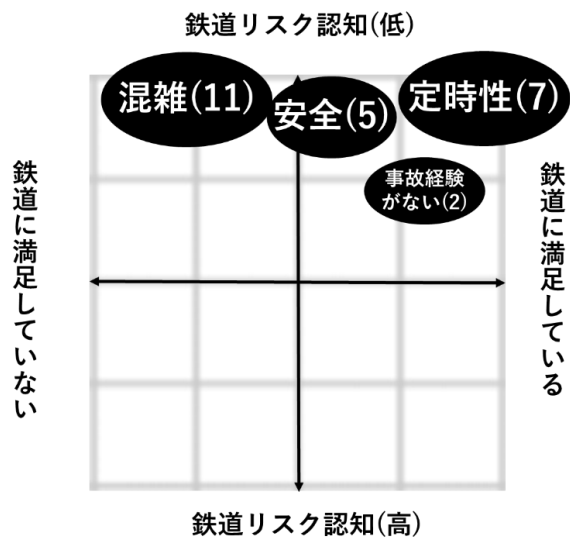 鉄道リスク認知(低)
混雑(11)
安全(5)
定時性(7)
事故経験
がない(2)
鉄道に満足していない
鉄道に満足している
鉄道リスク認知(高)